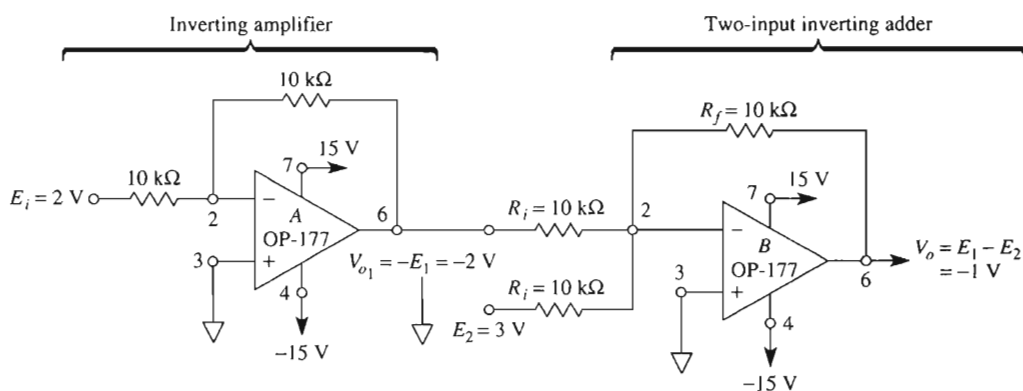 Inverting amplifier
Two-input inverting adder
10 kΩ
R_f = 10 kΩ
7
15 V
7
15 V
E_i = 2 V
10 kΩ
2
−
A
OP-177
+
3
4
−15 V
6
V_o1 = −E_1 = −2 V
R_i = 10 kΩ
R_i = 10 kΩ
E_2 = 3 V
2
−
B
OP-177
+
3
4
−15 V
6
V_o = E_1 − E_2
= −1 V